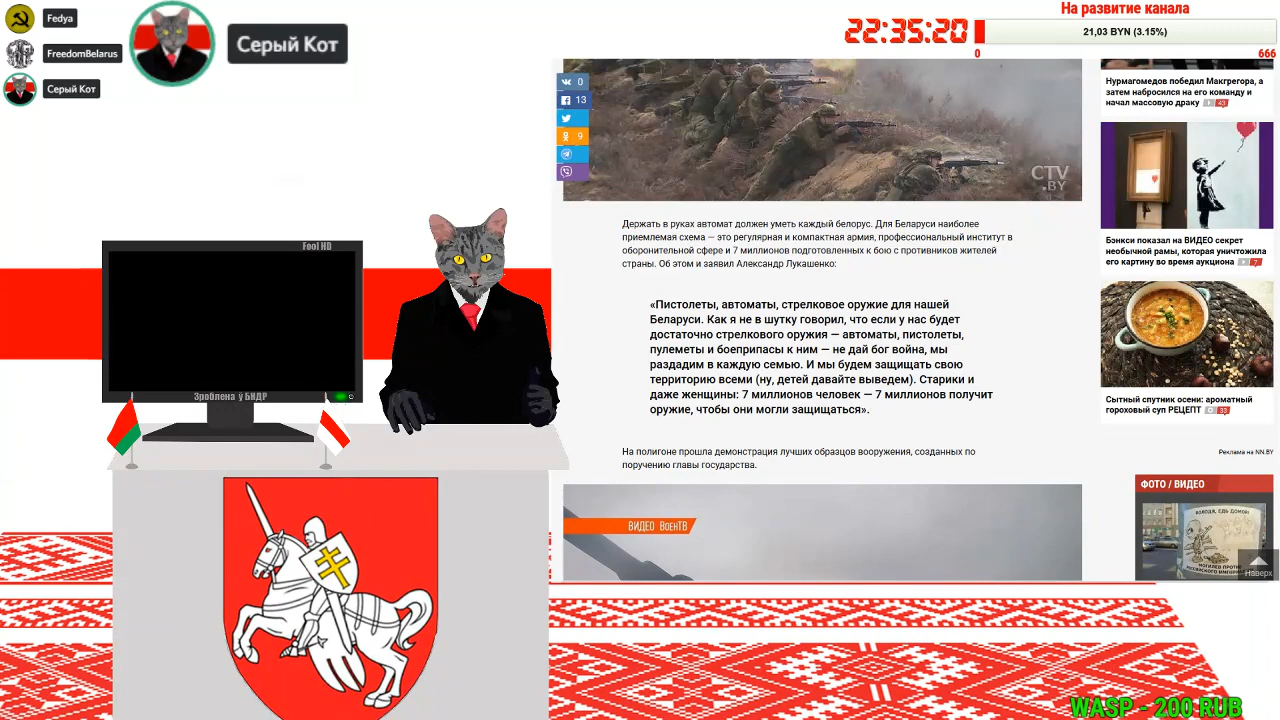 Fedya
FreedomBelarus
Серый Кот
Серый Кот
22:35:20
На развитие канала
21,03 BYN (3.15%)
0
666
0
13
9
CTV
.BY
Нурмагомедов победил Макгрегора, а
затем набросился на его команду и
начал массовую драку
43
Бэнкси показал на ВИДЕО секрет
необычной рамы, которая уничтожила
его картину во время аукциона
7
Сытный спутник осени: ароматный
гороховый суп РЕЦЕПТ
33
Реклама на NN.BY
ФОТО / ВИДЕО
ВОВОДЯ, ЕДЬ ДОМОЙ!
Наверх
Держать в руках автомат должен уметь каждый белорус. Для Беларуси наиболее
приемлемая схема — это регулярная и компактная армия, профессиональный институт в
оборонительной сфере и 7 миллионов подготовленных к бою с противников жителей
страны. Об этом и заявил Александр Лукашенко:
«Пистолеты, автоматы, стрелковое оружие для нашей
Беларуси. Как я не в шутку говорил, что если у нас будет
достаточно стрелкового оружия — автоматы, пистолеты,
пулеметы и боеприпасы к ним — не дай бог война, мы
раздадим в каждую семью. И мы будем защищать свою
территорию всеми (ну, детей давайте выведем). Старики и
даже женщины: 7 миллионов человек — 7 миллионов получит
оружие, чтобы они могли защищаться».
На полигоне прошла демонстрация лучших образцов вооружения, созданных по
поручению главы государства.
ВИДЕО ВоенТВ
Fool HD
Зроблена ў БНДР
WASP - 200 RUB